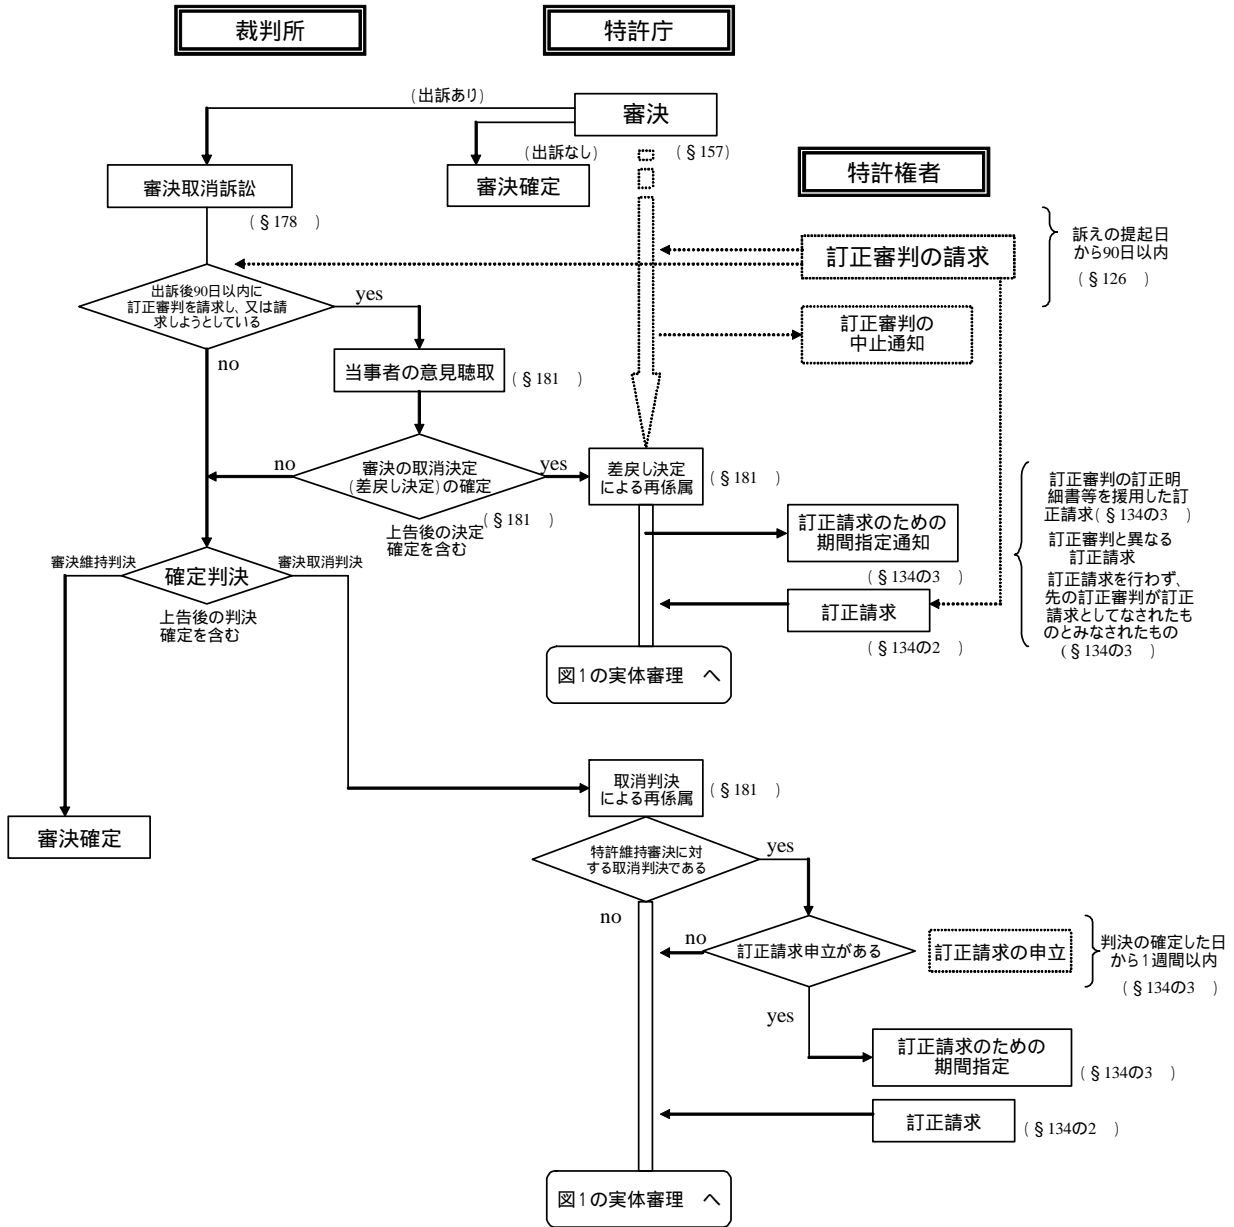 裁判所
特許庁
(出訴あり)
審決
(出訴なし)
(§157)
特許権者
審決取消訴訟
審決確定
(§178　)
訂正審判の請求
訴えの提起日
から90日以内
(§126　)
出訴後90日以内に
訂正審判を請求し、又は請
求しようとしている
yes
no
訂正審判の
中止通知
当事者の意見聴取
(§181　)
審決の取消決定
(差戻し決定)の確定
no
yes
(§181　)
上告後の決定
確定を含む
差戻し決定
による再係属
(§181　)
訂正請求のための
期間指定通知
(§134の3　)
訂正審判の訂正明
細書等を援用した訂
正請求(§134の3　)
訂正審判と異なる
訂正請求
訂正請求を行わず、
先の訂正審判が訂正
請求としてなされたも
のとみなされたもの
(§134の3　)
審決維持判決
審決取消判決
確定判決
上告後の判決
確定を含む
訂正請求
(§134の2　)
図1の実体審理　へ
取消判決
による再係属
(§181　)
審決確定
特許維持審決に対
する取消判決である
yes
no
訂正請求申立がある
no
yes
訂正請求の申立
判決の確定した日
から1週間以内
(§134の3　)
訂正請求のための
期間指定
(§134の3　)
訂正請求
(§134の2　)
図1の実体審理　へ